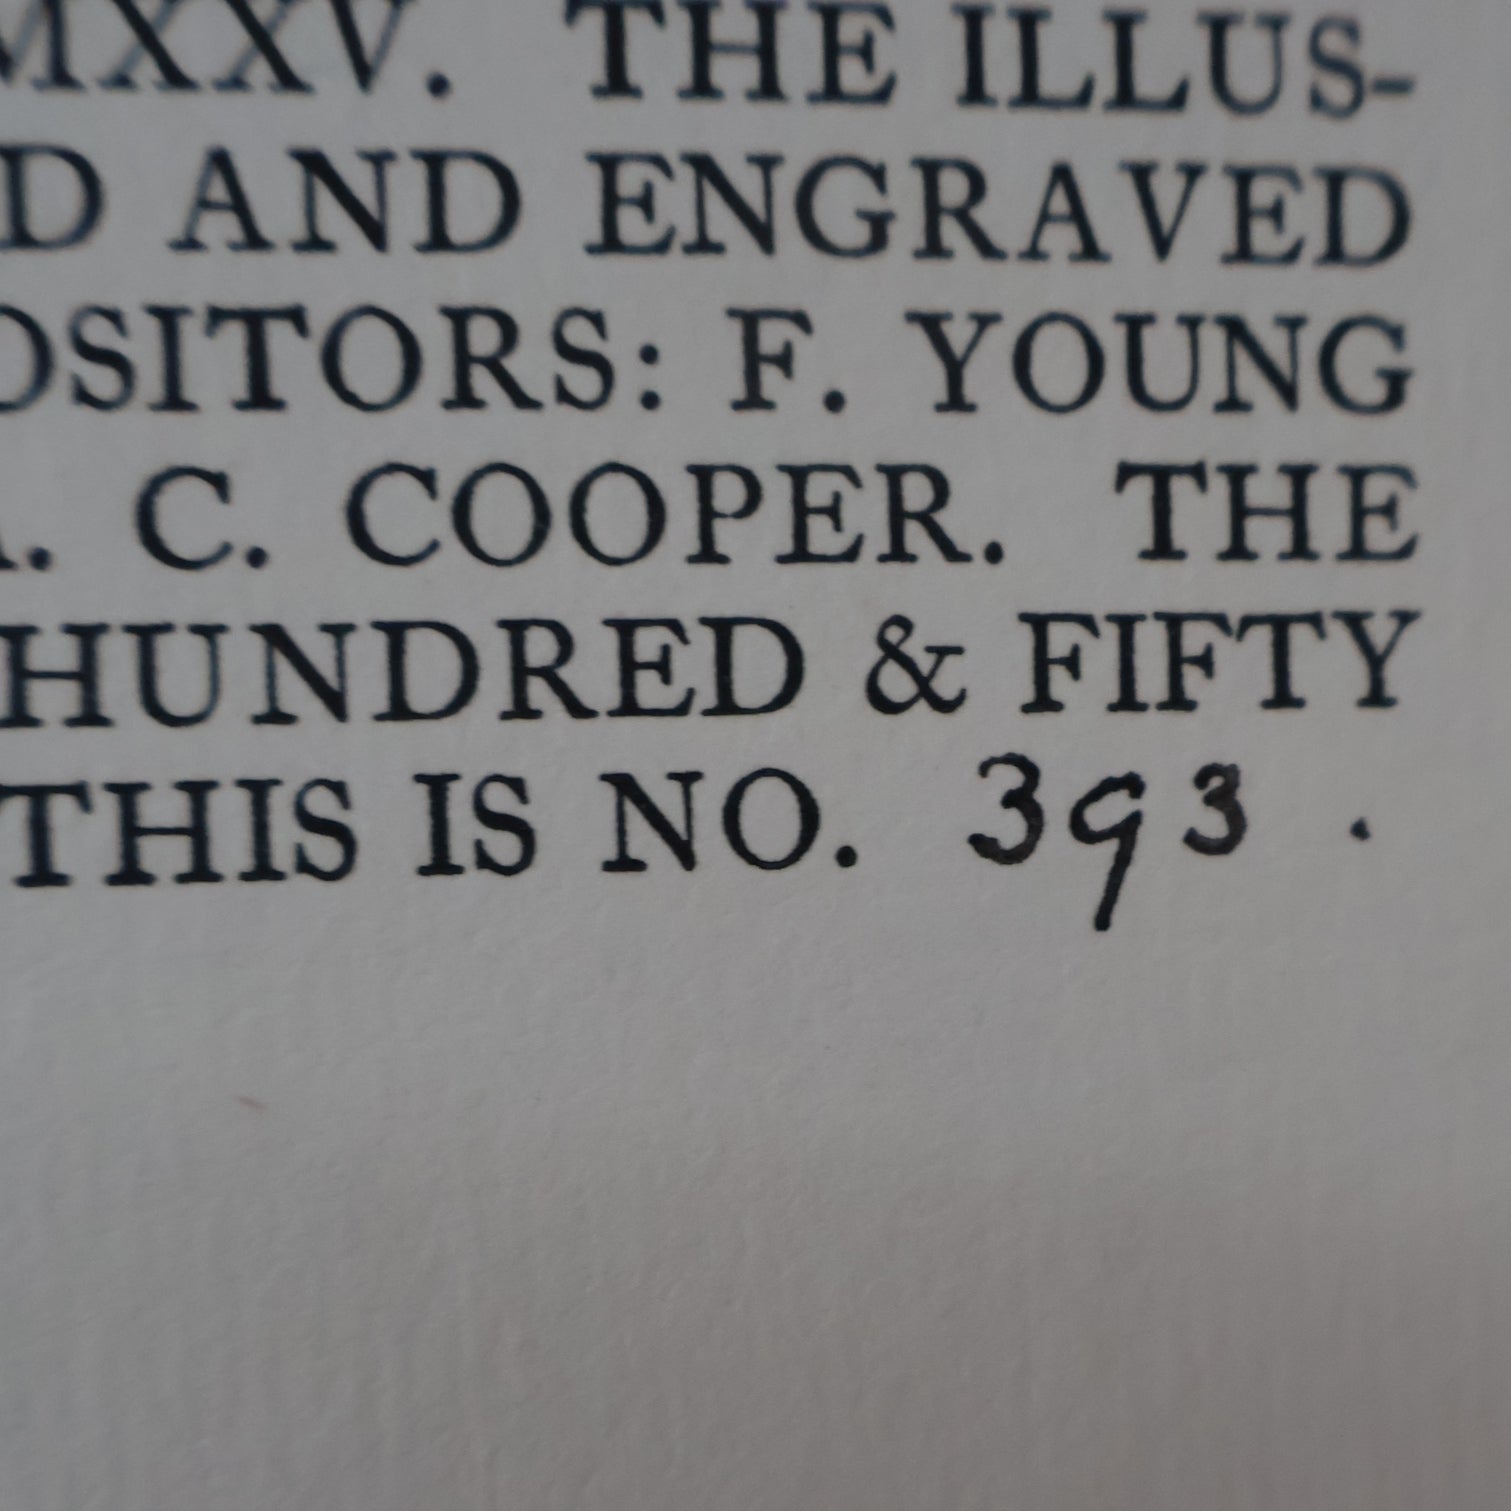 MXXV. THE ILLUS-
D AND ENGRAVED
OSITORS: F. YOUNG
. C. COOPER. THE
HUNDRED & FIFTY
THIS IS NO. 393 .